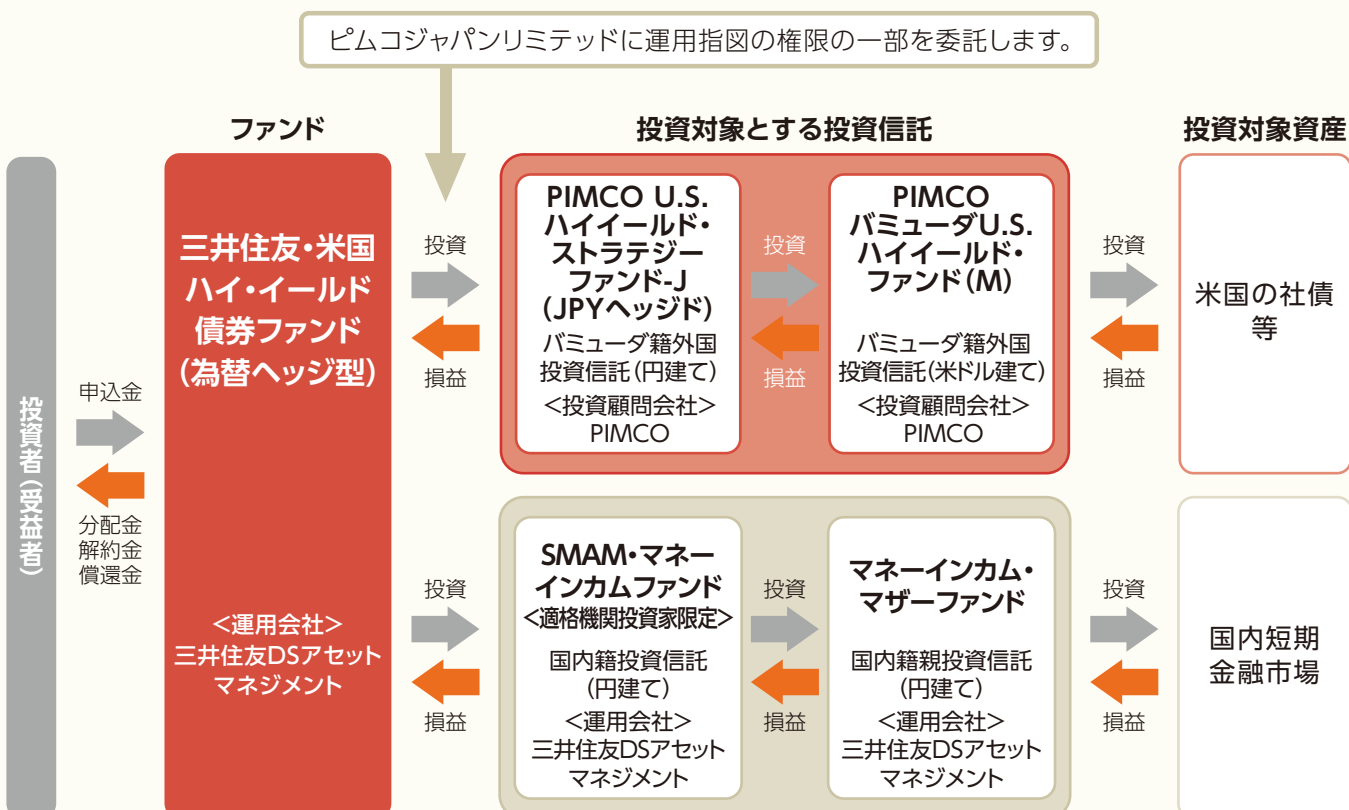 ピムコジャパンリミテッドに運用指図の権限の一部を委託します。
ファンド
投資対象とする投資信託
投資対象資産
投資者（受益者）
申込金
分配金
解約金
償還金
三井住友・米国
ハイ・イールド
債券ファンド
（為替ヘッジ型）
＜運用会社＞
三井住友DSアセット
マネジメント
投資
損益
PIMCO U.S.
ハイイールド・
ストラテジー
ファンド-J
（JPYヘッジド）
バミューダ籍外国
投資信託（円建て）
＜投資顧問会社＞
PIMCO
投資
損益
PIMCO
バミューダU.S.
ハイイールド・
ファンド（M）
バミューダ籍外国
投資信託（米ドル建て）
＜投資顧問会社＞
PIMCO
投資
損益
米国の社債
等
投資
損益
SMAM・マネー
インカムファンド
＜適格機関投資家限定＞
国内籍投資信託
（円建て）
＜運用会社＞
三井住友DSアセット
マネジメント
投資
損益
マネーインカム・
マザーファンド
国内籍親投資信託
（円建て）
＜運用会社＞
三井住友DSアセット
マネジメント
投資
損益
国内短期
金融市場